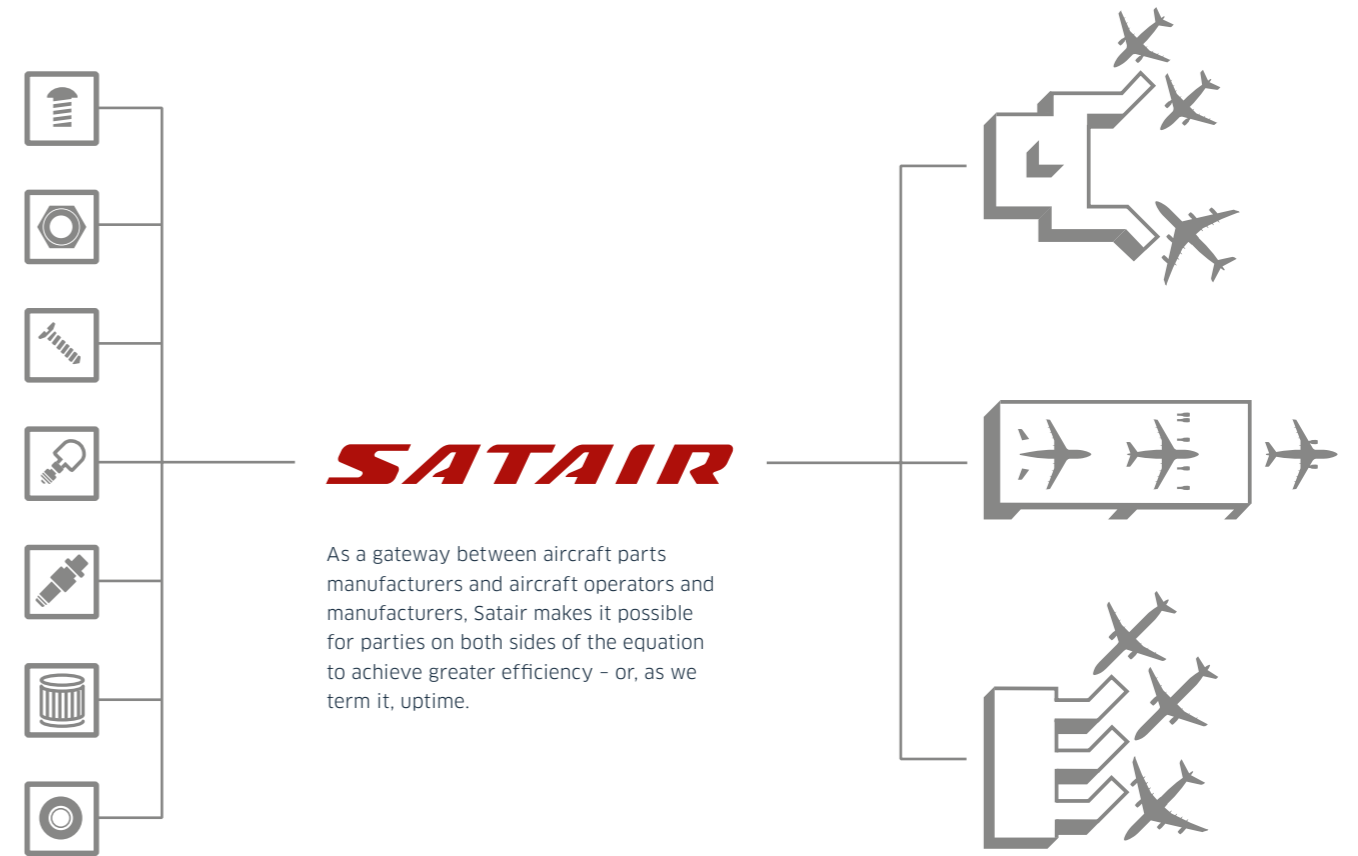 SATAIR
As a gateway between aircraft parts
manufacturers and aircraft operators and
manufacturers, Satair makes it possible
for parties on both sides of the equation
to achieve greater efficiency – or, as we
term it, uptime.